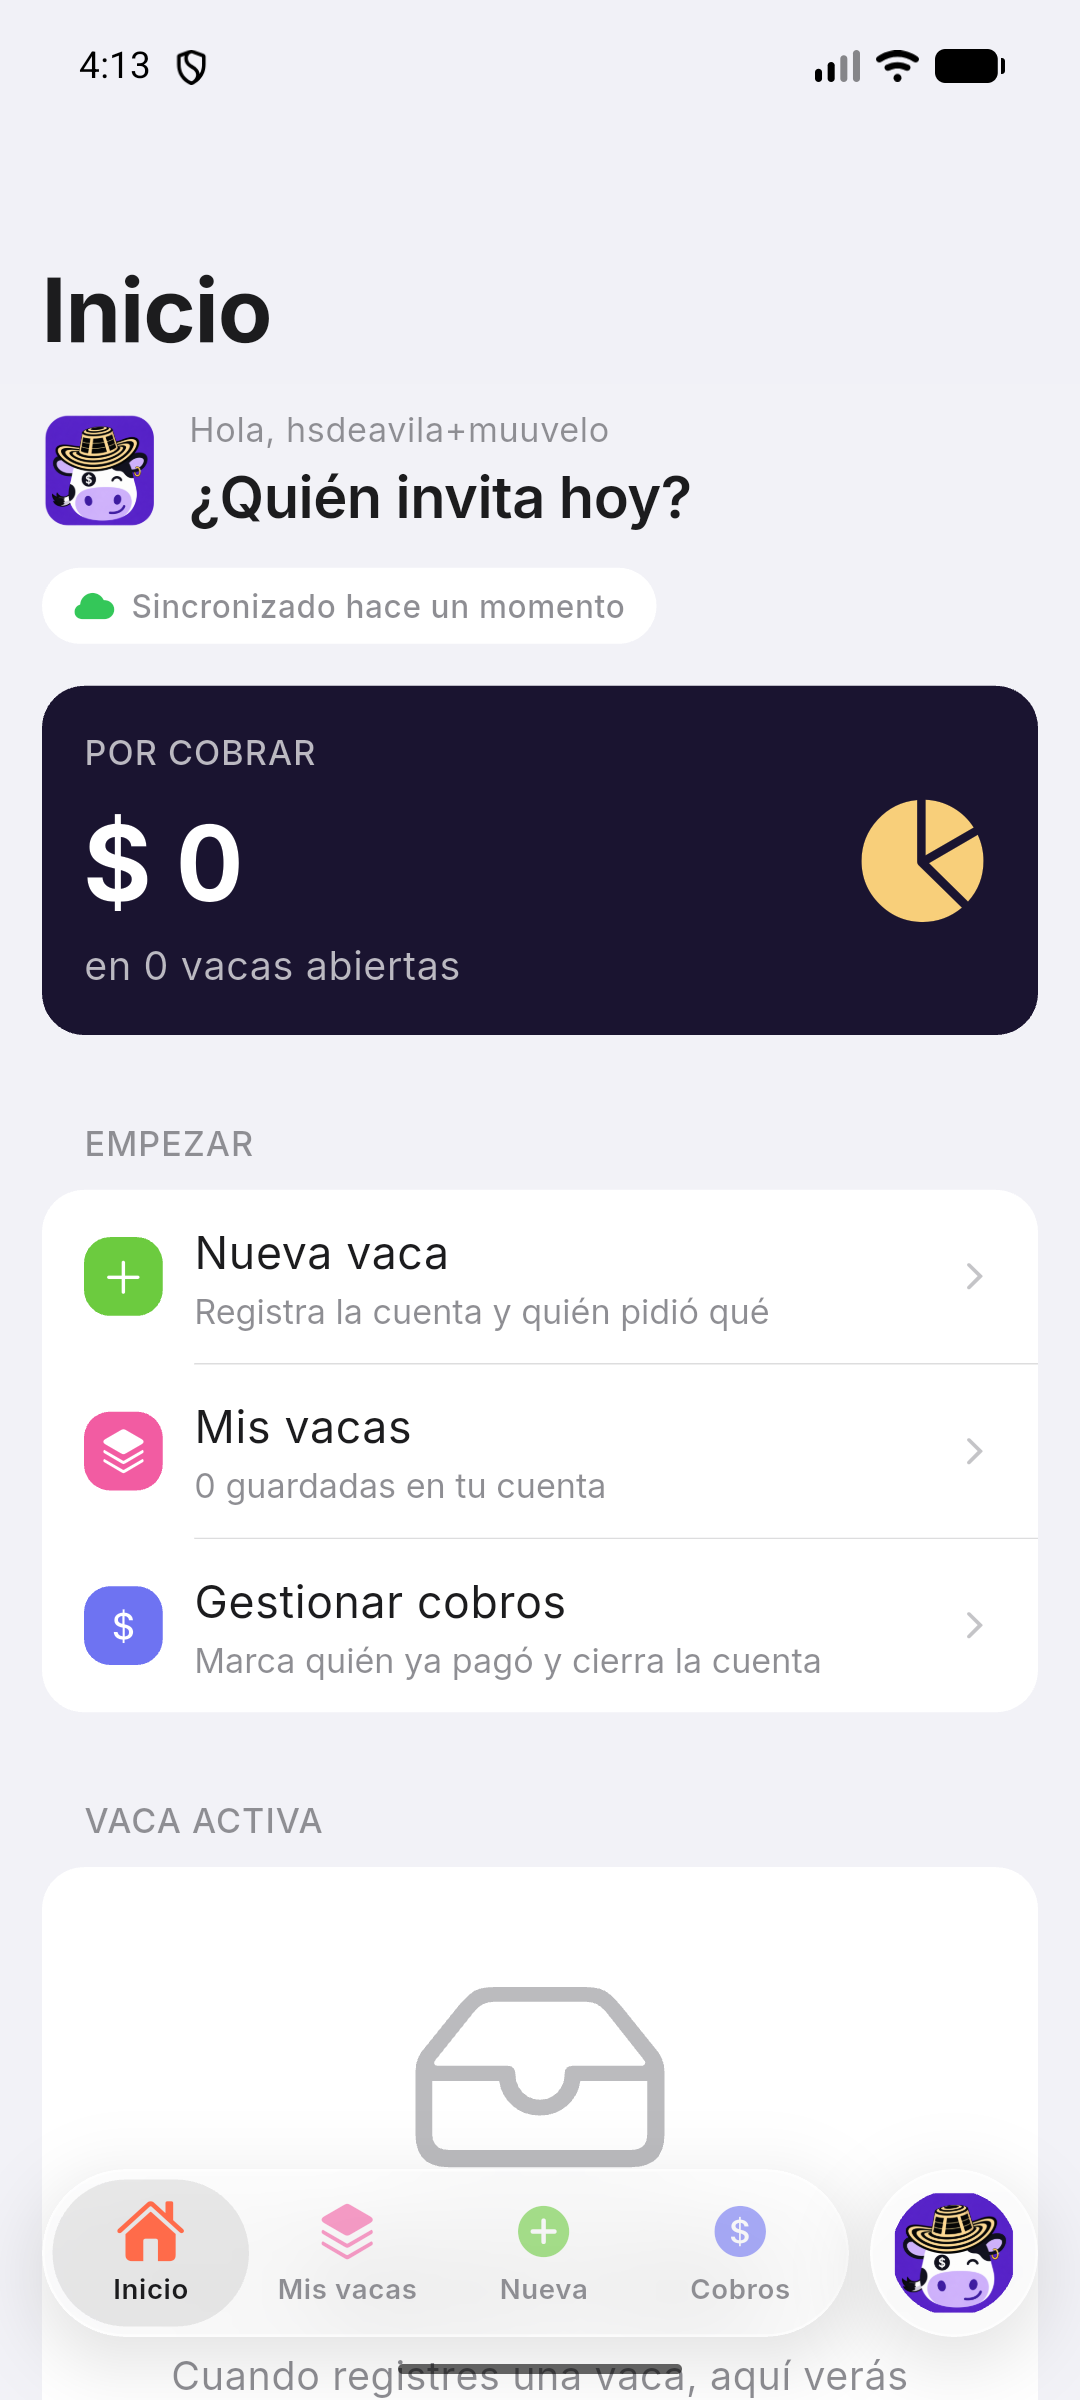 4:13
Inicio
Hola, hsdeavila+muuvelo
¿Quién invita hoy?
Sincronizado hace un momento
POR COBRAR
$ 0
en 0 vacas abiertas
EMPEZAR
Nueva vaca
Registra la cuenta y quién pidió qué
Mis vacas
0 guardadas en tu cuenta
$
Gestionar cobros
Marca quién ya pagó y cierra la cuenta
VACA ACTIVA
Inicio
Mis vacas
Nueva
$
Cobros
Cuando registres una vaca, aquí verás